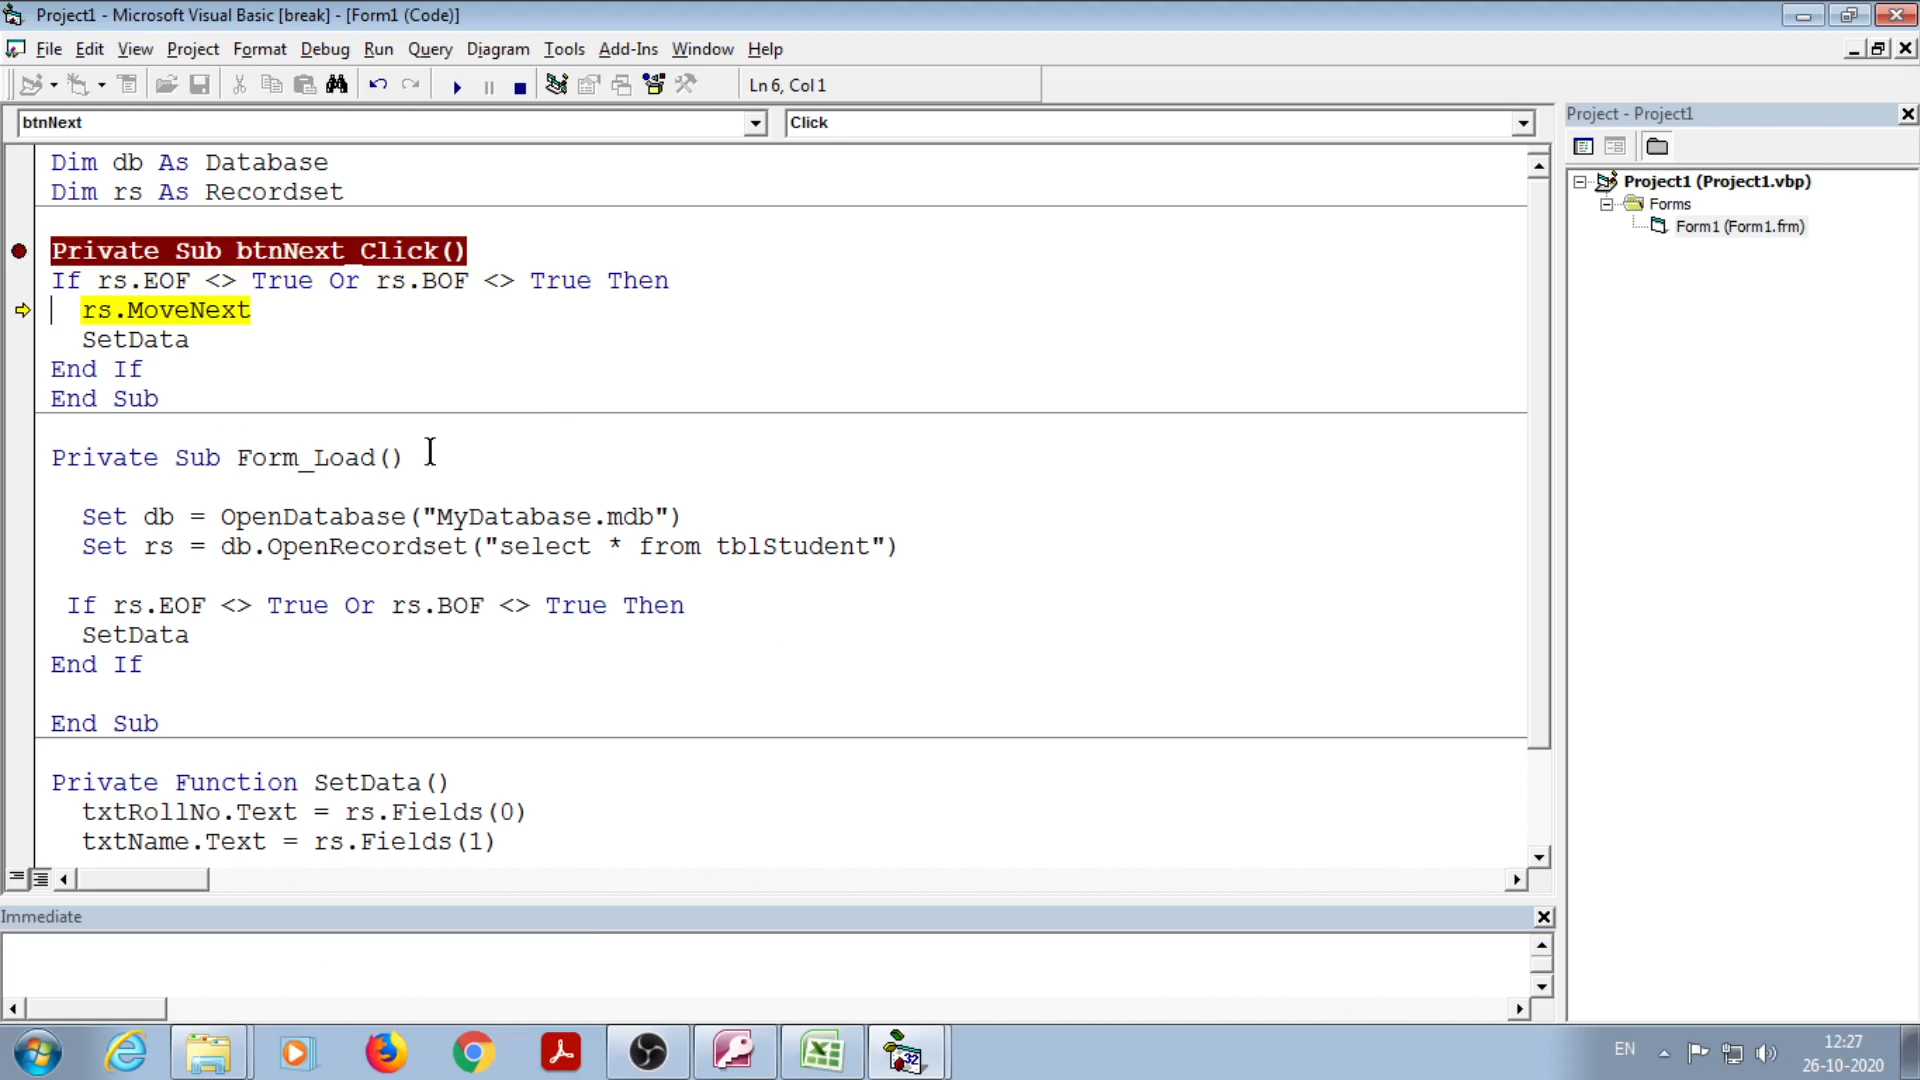 Project1 - Microsoft Visual Basic [break] - [Form1 (Code)]
File Edit View Project Format Debug Run Query Diagram Tools Add-Ins Window Help
Ln 6, Col 1
btnNext Click
Project - Project1
Project1 (Project1.vbp)
Forms
Form1 (Form1.frm)
Dim db As Database
Dim rs As Recordset
Private Sub btnNext_Click()
If rs.EOF <> True Or rs.BOF <> True Then
rs.MoveNext
SetData
End If
End Sub
Private Sub Form_Load()
Set db = OpenDatabase("MyDatabase.mdb")
Set rs = db.OpenRecordset("select * from tblStudent")
If rs.EOF <> True Or rs.BOF <> True Then
SetData
End If
End Sub
Private Function SetData()
txtRollNo.Text = rs.Fields(0)
txtName.Text = rs.Fields(1)
Immediate
32
EN
12:27
26-10-2020